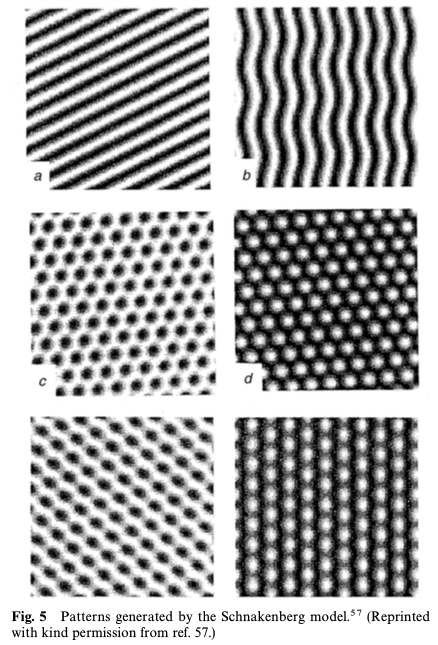 a
b
c
d
Fig. 5 Patterns generated by the Schnakenberg model.57 (Reprinted
with kind permission from ref. 57.)